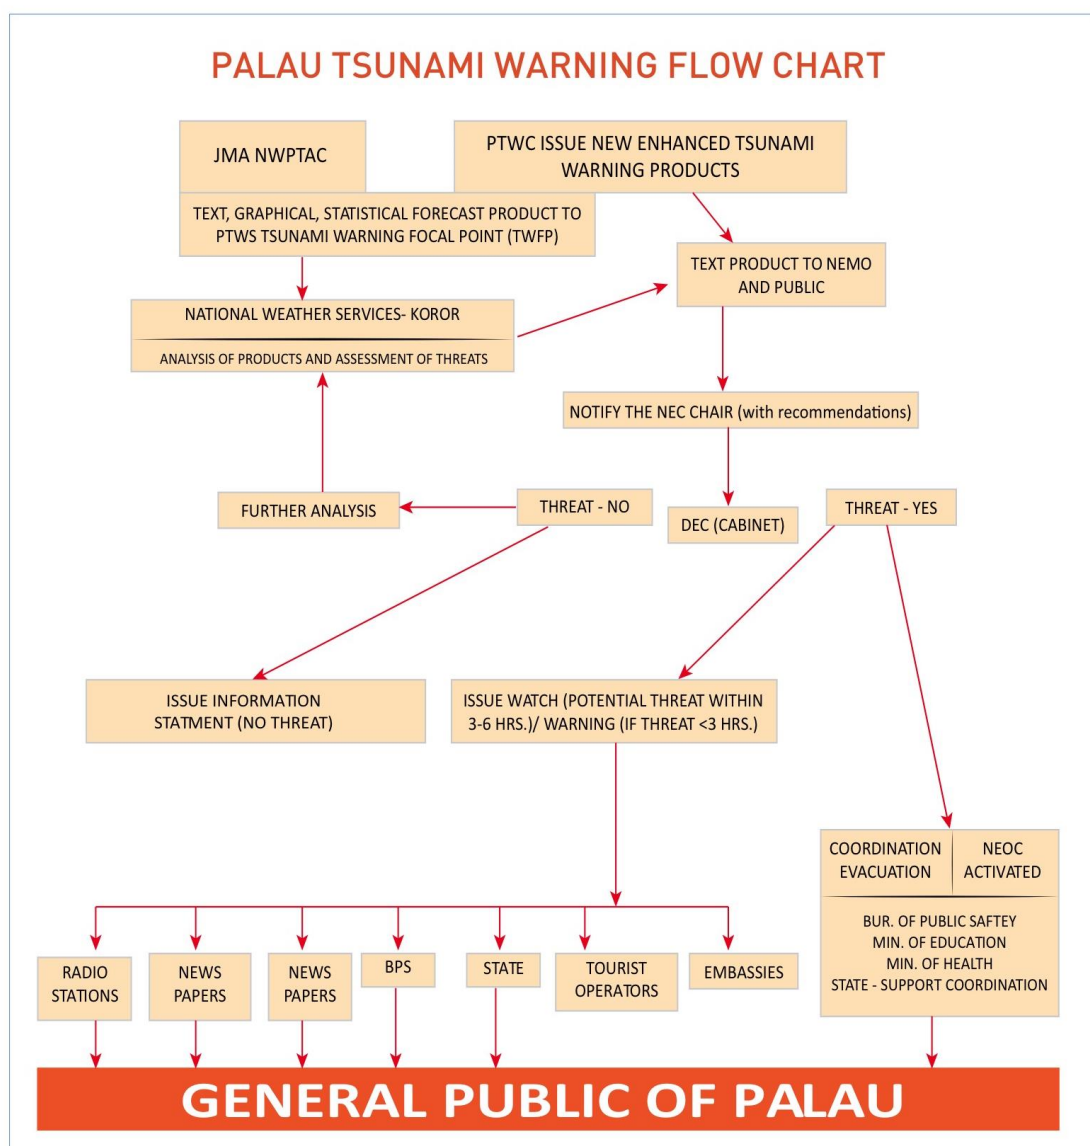 PALAU TSUNAMI WARNING FLOW CHART
JMA NWPTAC
PTWC ISSUE NEW ENHANCED TSUNAMI
WARNING PRODUCTS
TEXT, GRAPHICAL, STATISTICAL FORECAST PRODUCT TO
PTWS TSUNAMI WARNING FOCAL POINT (TWFP)
TEXT PRODUCT TO NEMO
AND PUBLIC
NATIONAL WEATHER SERVICES- KOROR
ANALYSIS OF PRODUCTS AND ASSESSMENT OF THREATS
NOTIFY THE NEC CHAIR (with recommendations)
FURTHER ANALYSIS
THREAT - NO
DEC (CABINET)
THREAT - YES
ISSUE INFORMATION
STATMENT (NO THREAT)
ISSUE WATCH (POTENTIAL THREAT WITHIN
3-6 HRS.)/ WARNING (IF THREAT <3 HRS.)
COORDINATION
EVACUATION
NEOC
ACTIVATED
BUR. OF PUBLIC SAFTEY
MIN. OF EDUCATION
MIN. OF HEALTH
STATE - SUPPORT COORDINATION
RADIO
STATIONS
NEWS
PAPERS
NEWS
PAPERS
BPS
STATE
TOURIST
OPERATORS
EMBASSIES
GENERAL PUBLIC OF PALAU